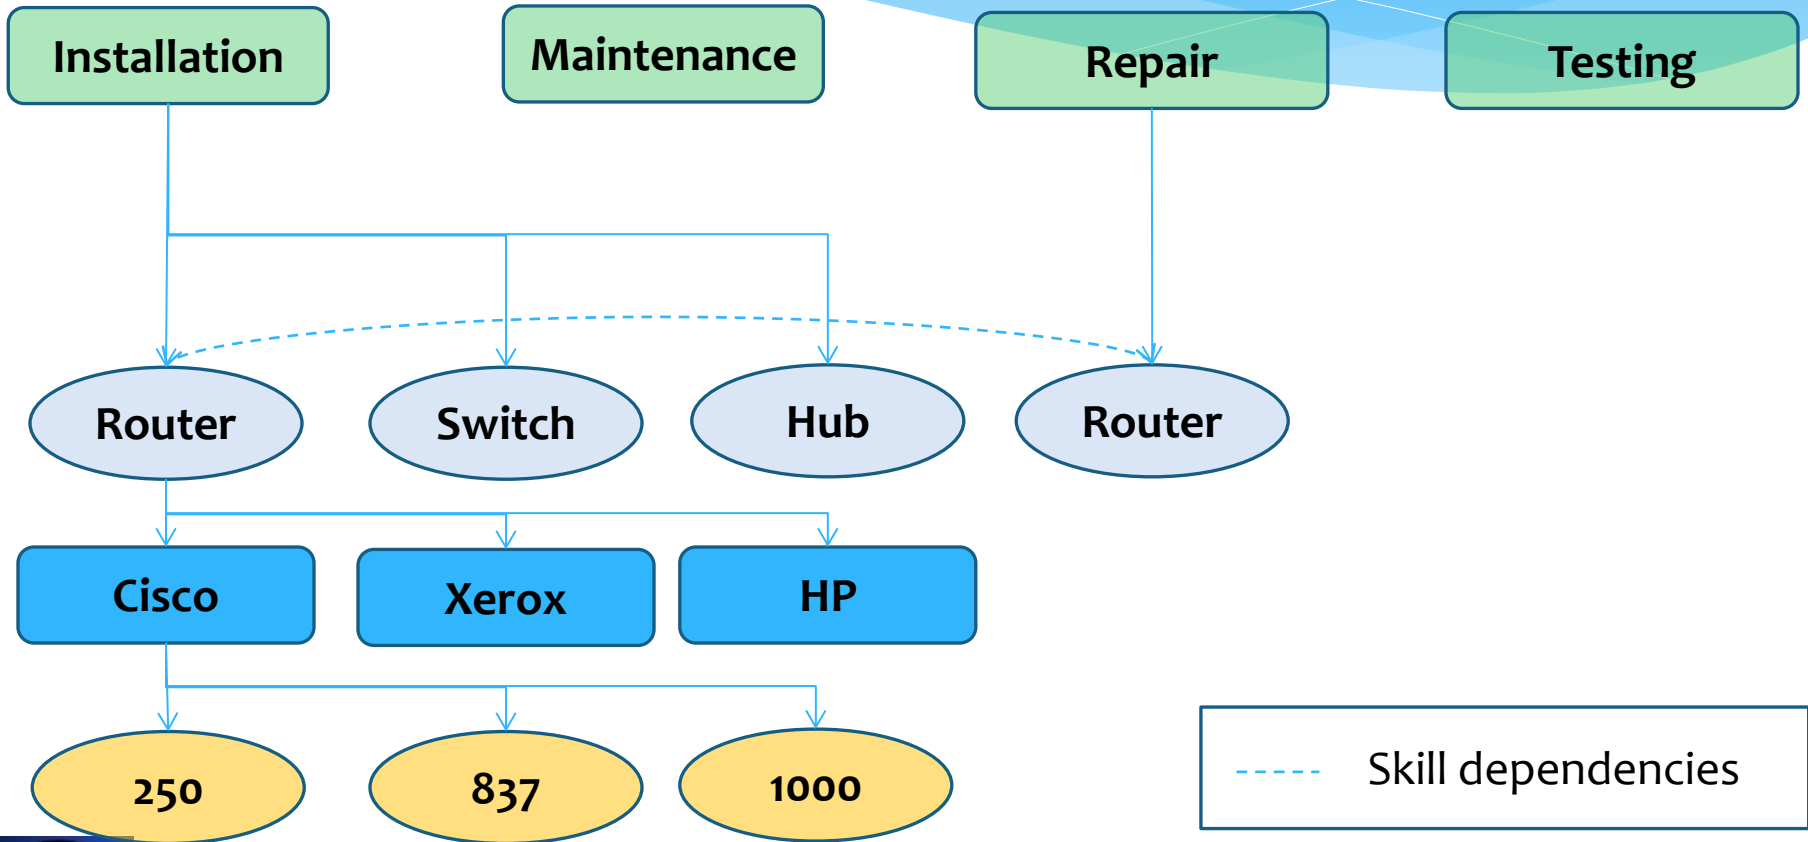 Installation
Maintenance
Repair
Testing
Router
Switch
Hub
Router
Cisco
Xerox
HP
250
837
1000
Skill dependencies